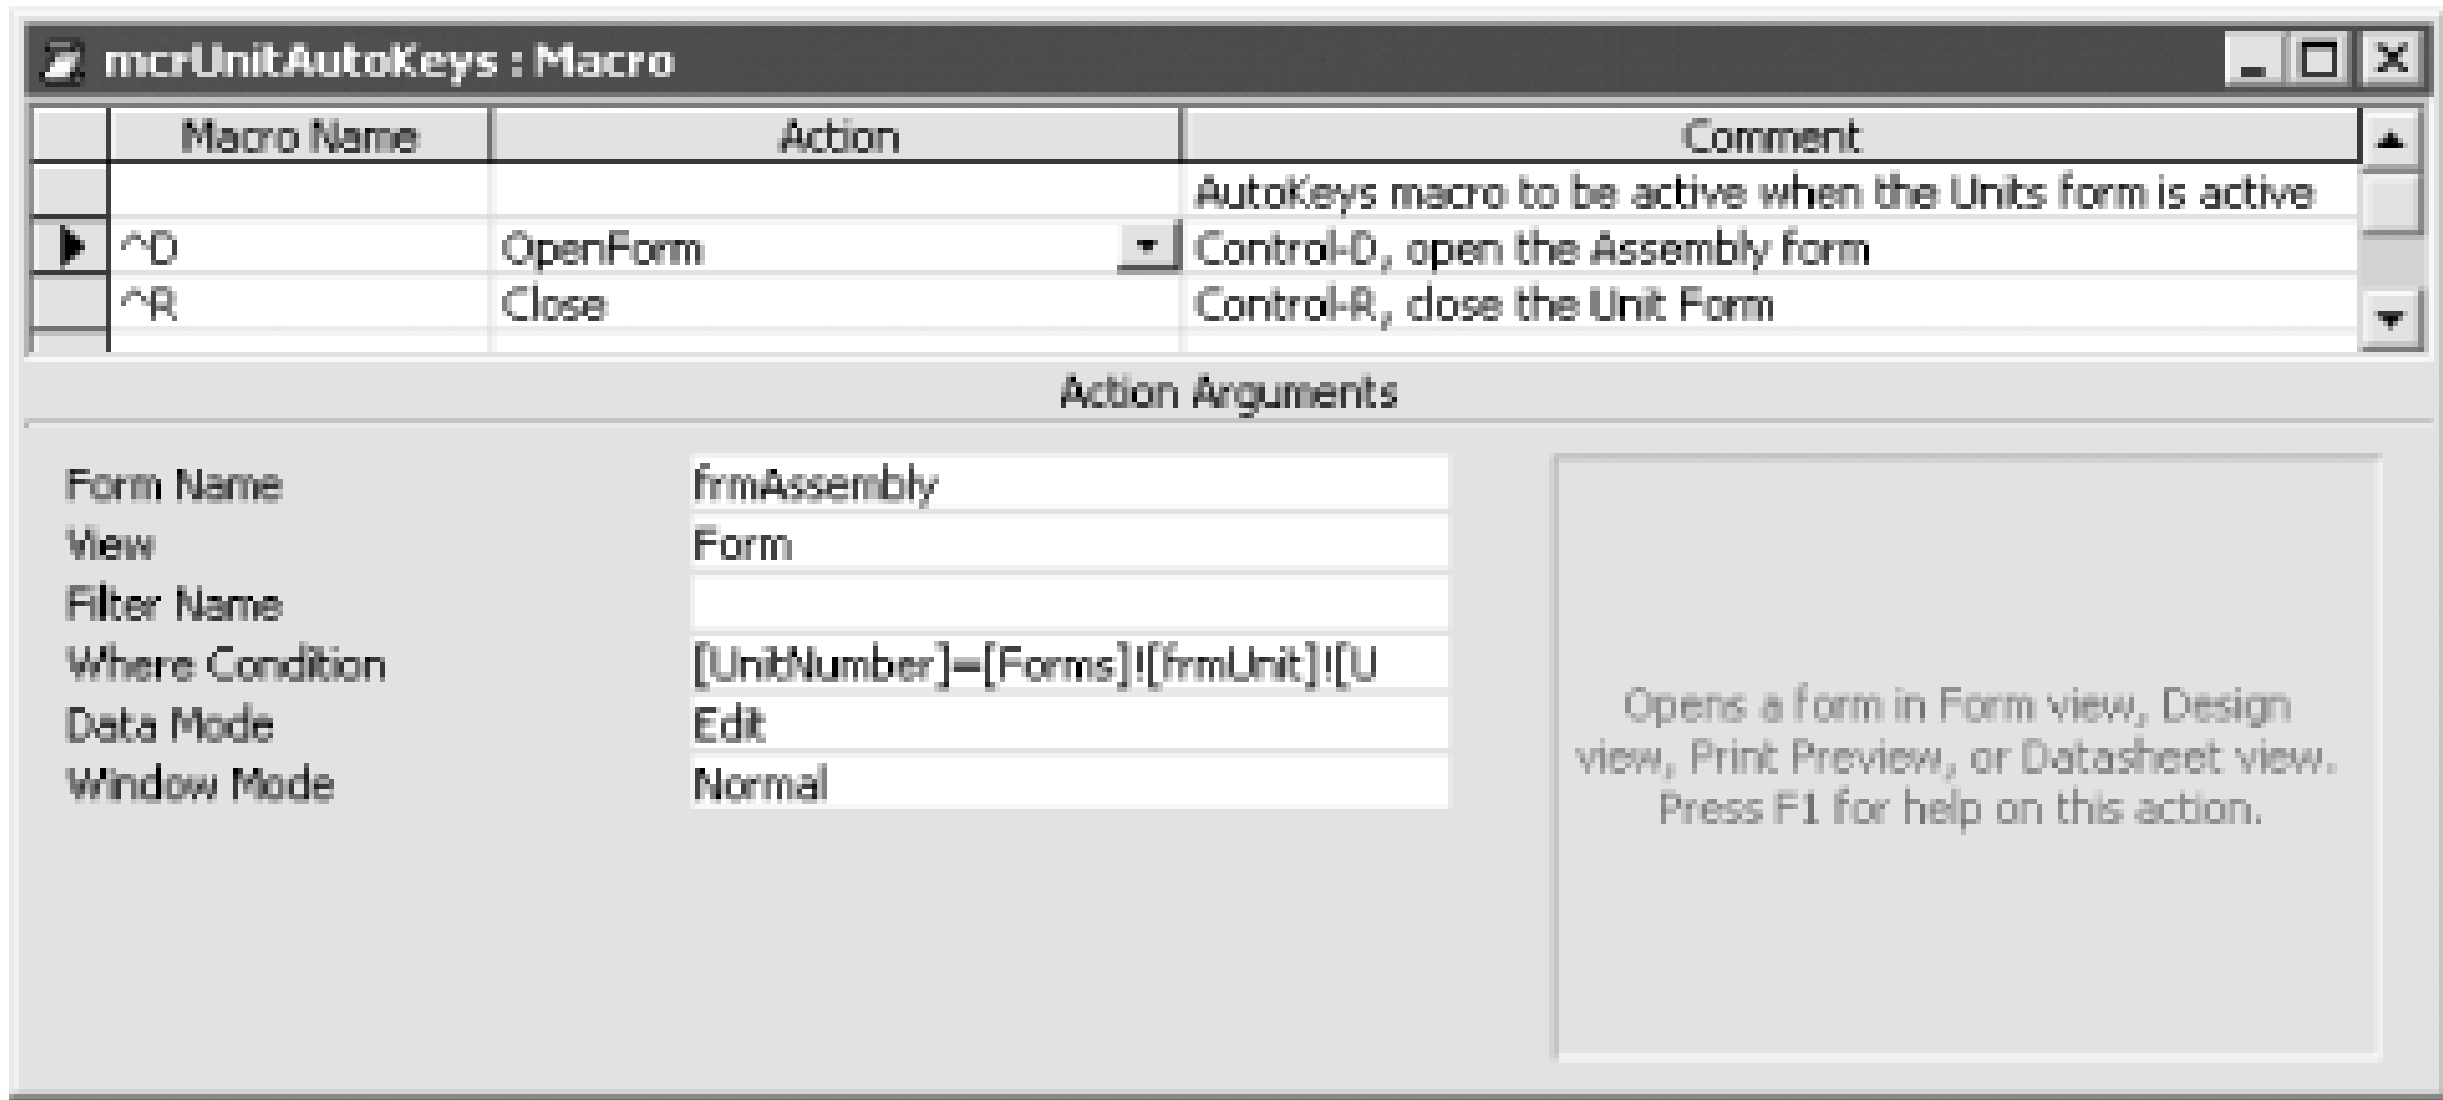 mcrUnitAutoKeys : Macro
Macro Name Action Comment
AutoKeys macro to be active when the Units form is active
^D OpenForm Control-D, open the Assembly form
^R Close Control-R, close the Unit Form
Action Arguments
Form Name frmAssembly
View Form
Filter Name
Where Condition [UnitNumber]=[Forms]![frmUnit]![U
Data Mode Edit
Window Mode Normal
Opens a form in Form view, Design
view, Print Preview, or Datasheet view.
Press F1 for help on this action.